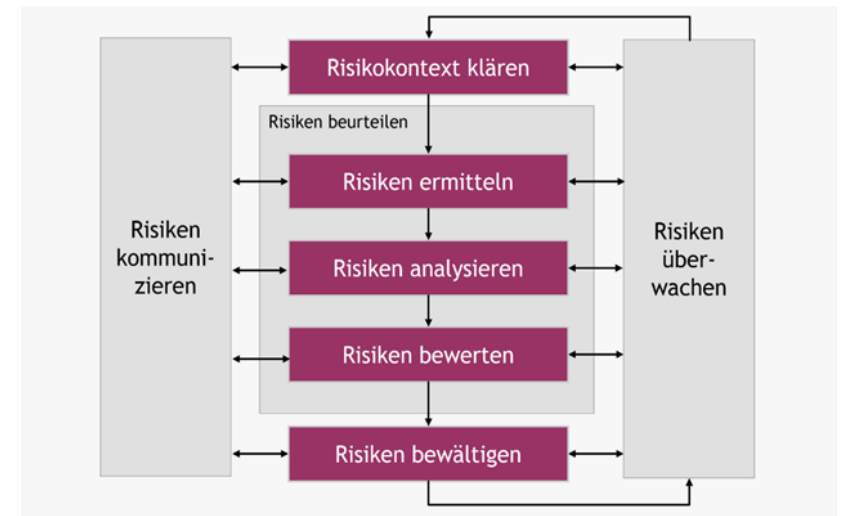 Risikokontext klären
Risiken beurteilen
Risiken ermitteln
Risiken
kommuni-
zieren
Risiken analysieren
Risiken
über-
wachen
Risiken bewerten
Risiken bewältigen